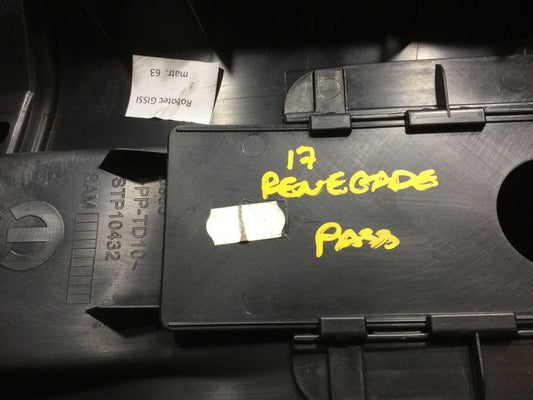 Robotec GISSI
matr. 63
17
RENEGADE
PASS
PP-TD10<
STP10432
SAM